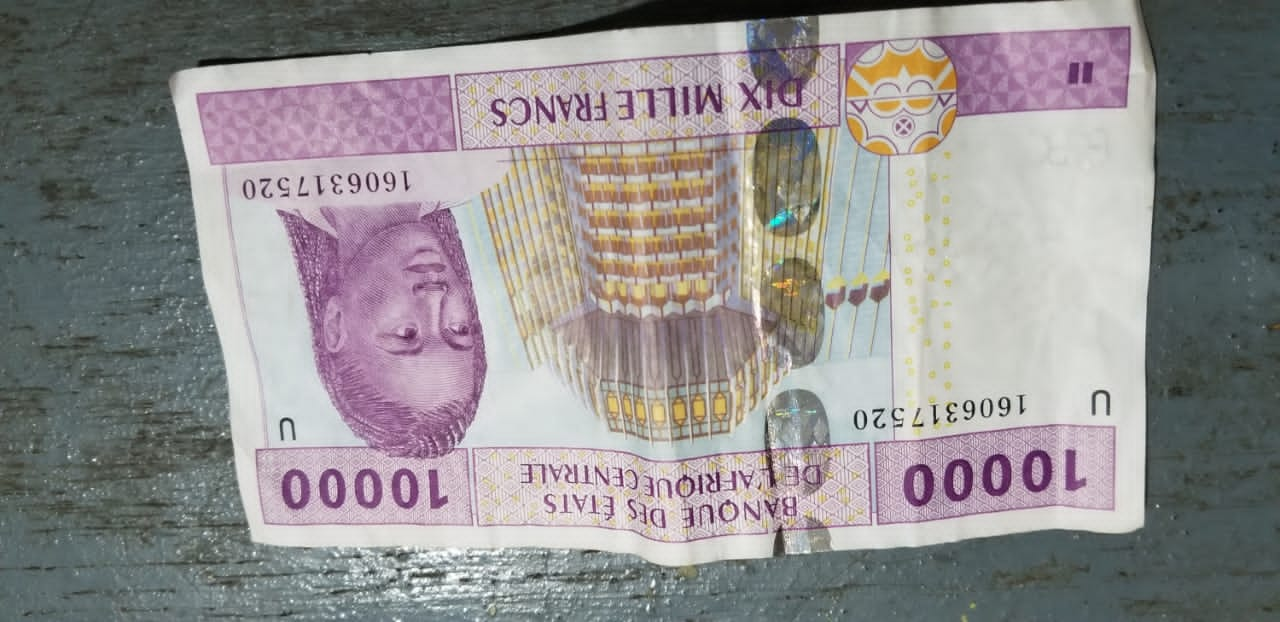 10000
BANQUE DES ÉTATS
DE L'AFRIQUE CENTRALE
10000
U
1606317520
U
1606317520
DIX MILLE FRANCS